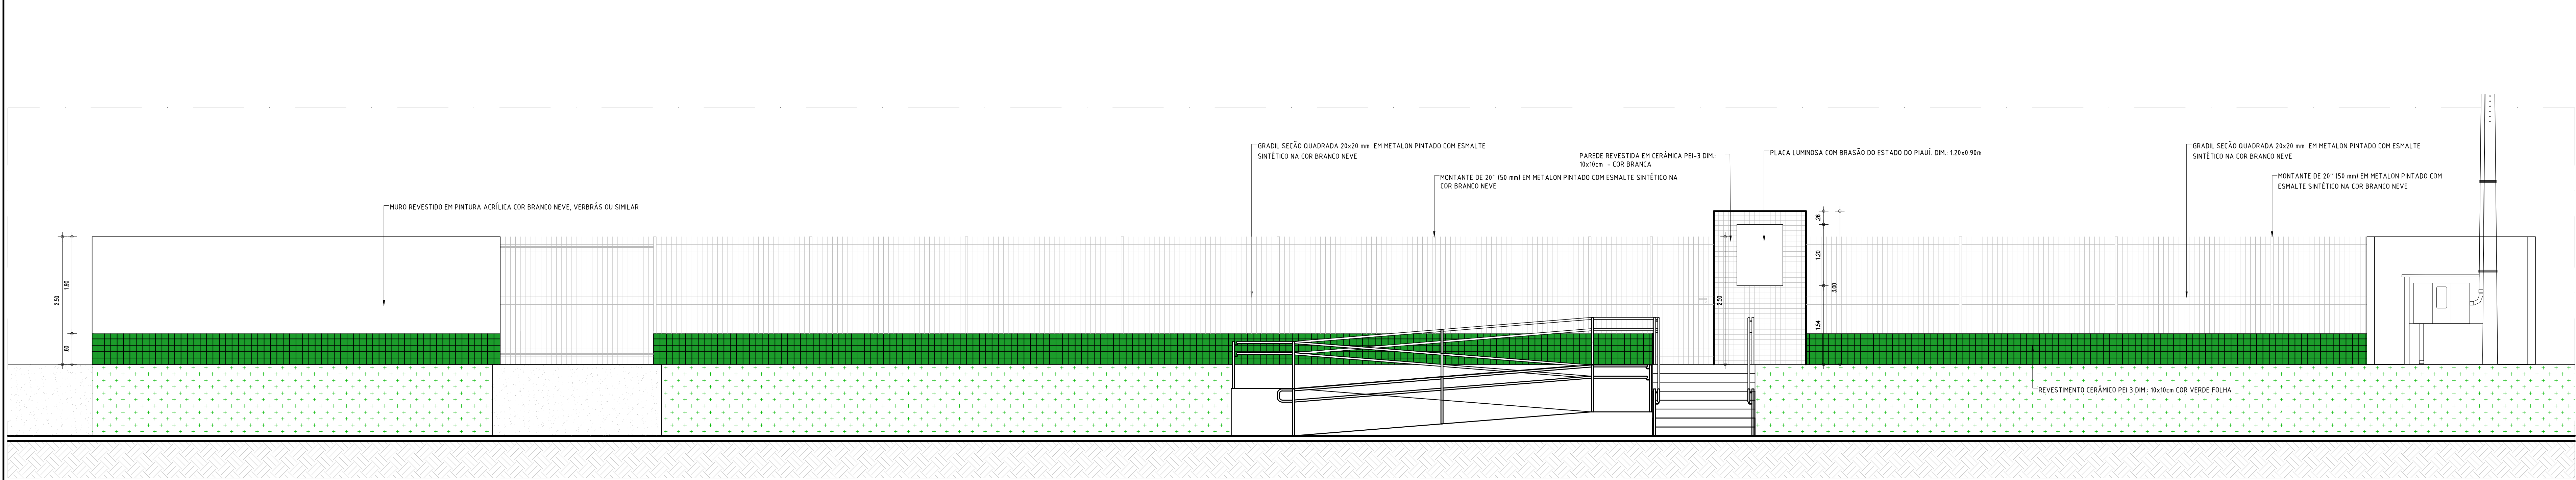 GRADIL SEÇÃO QUADRADA 20x20 mm EM METALON PINTADO COM ESMALTE
SINTÉTICO NA COR BRANCO NEVE
PAREDE REVESTIDA EM CERÂMICA PEI-3 DIM.:
10x10cm - COR BRANCA
PLACA LUMINOSA COM BRASÃO DO ESTADO DO PIAUÍ. DIM.: 1.20x0.90m
GRADIL SEÇÃO QUADRADA 20x20 mm EM METALON PINTADO COM ESMALTE
SINTÉTICO NA COR BRANCO NEVE
MONTANTE DE 20'' (50 mm) EM METALON PINTADO COM ESMALTE SINTÉTICO NA
COR BRANCO NEVE
MONTANTE DE 20'' (50 mm) EM METALON PINTADO COM
ESMALTE SINTÉTICO NA COR BRANCO NEVE
MURO REVESTIDO EM PINTURA ACRÍLICA COR BRANCO NEVE, VERBRÁS OU SIMILAR
2.50
1.90
.60
2.50
.26
1.20
1.54
3.00
REVESTIMENTO CERÂMICO PEI 3 DIM.: 10x10cm COR VERDE FOLHA